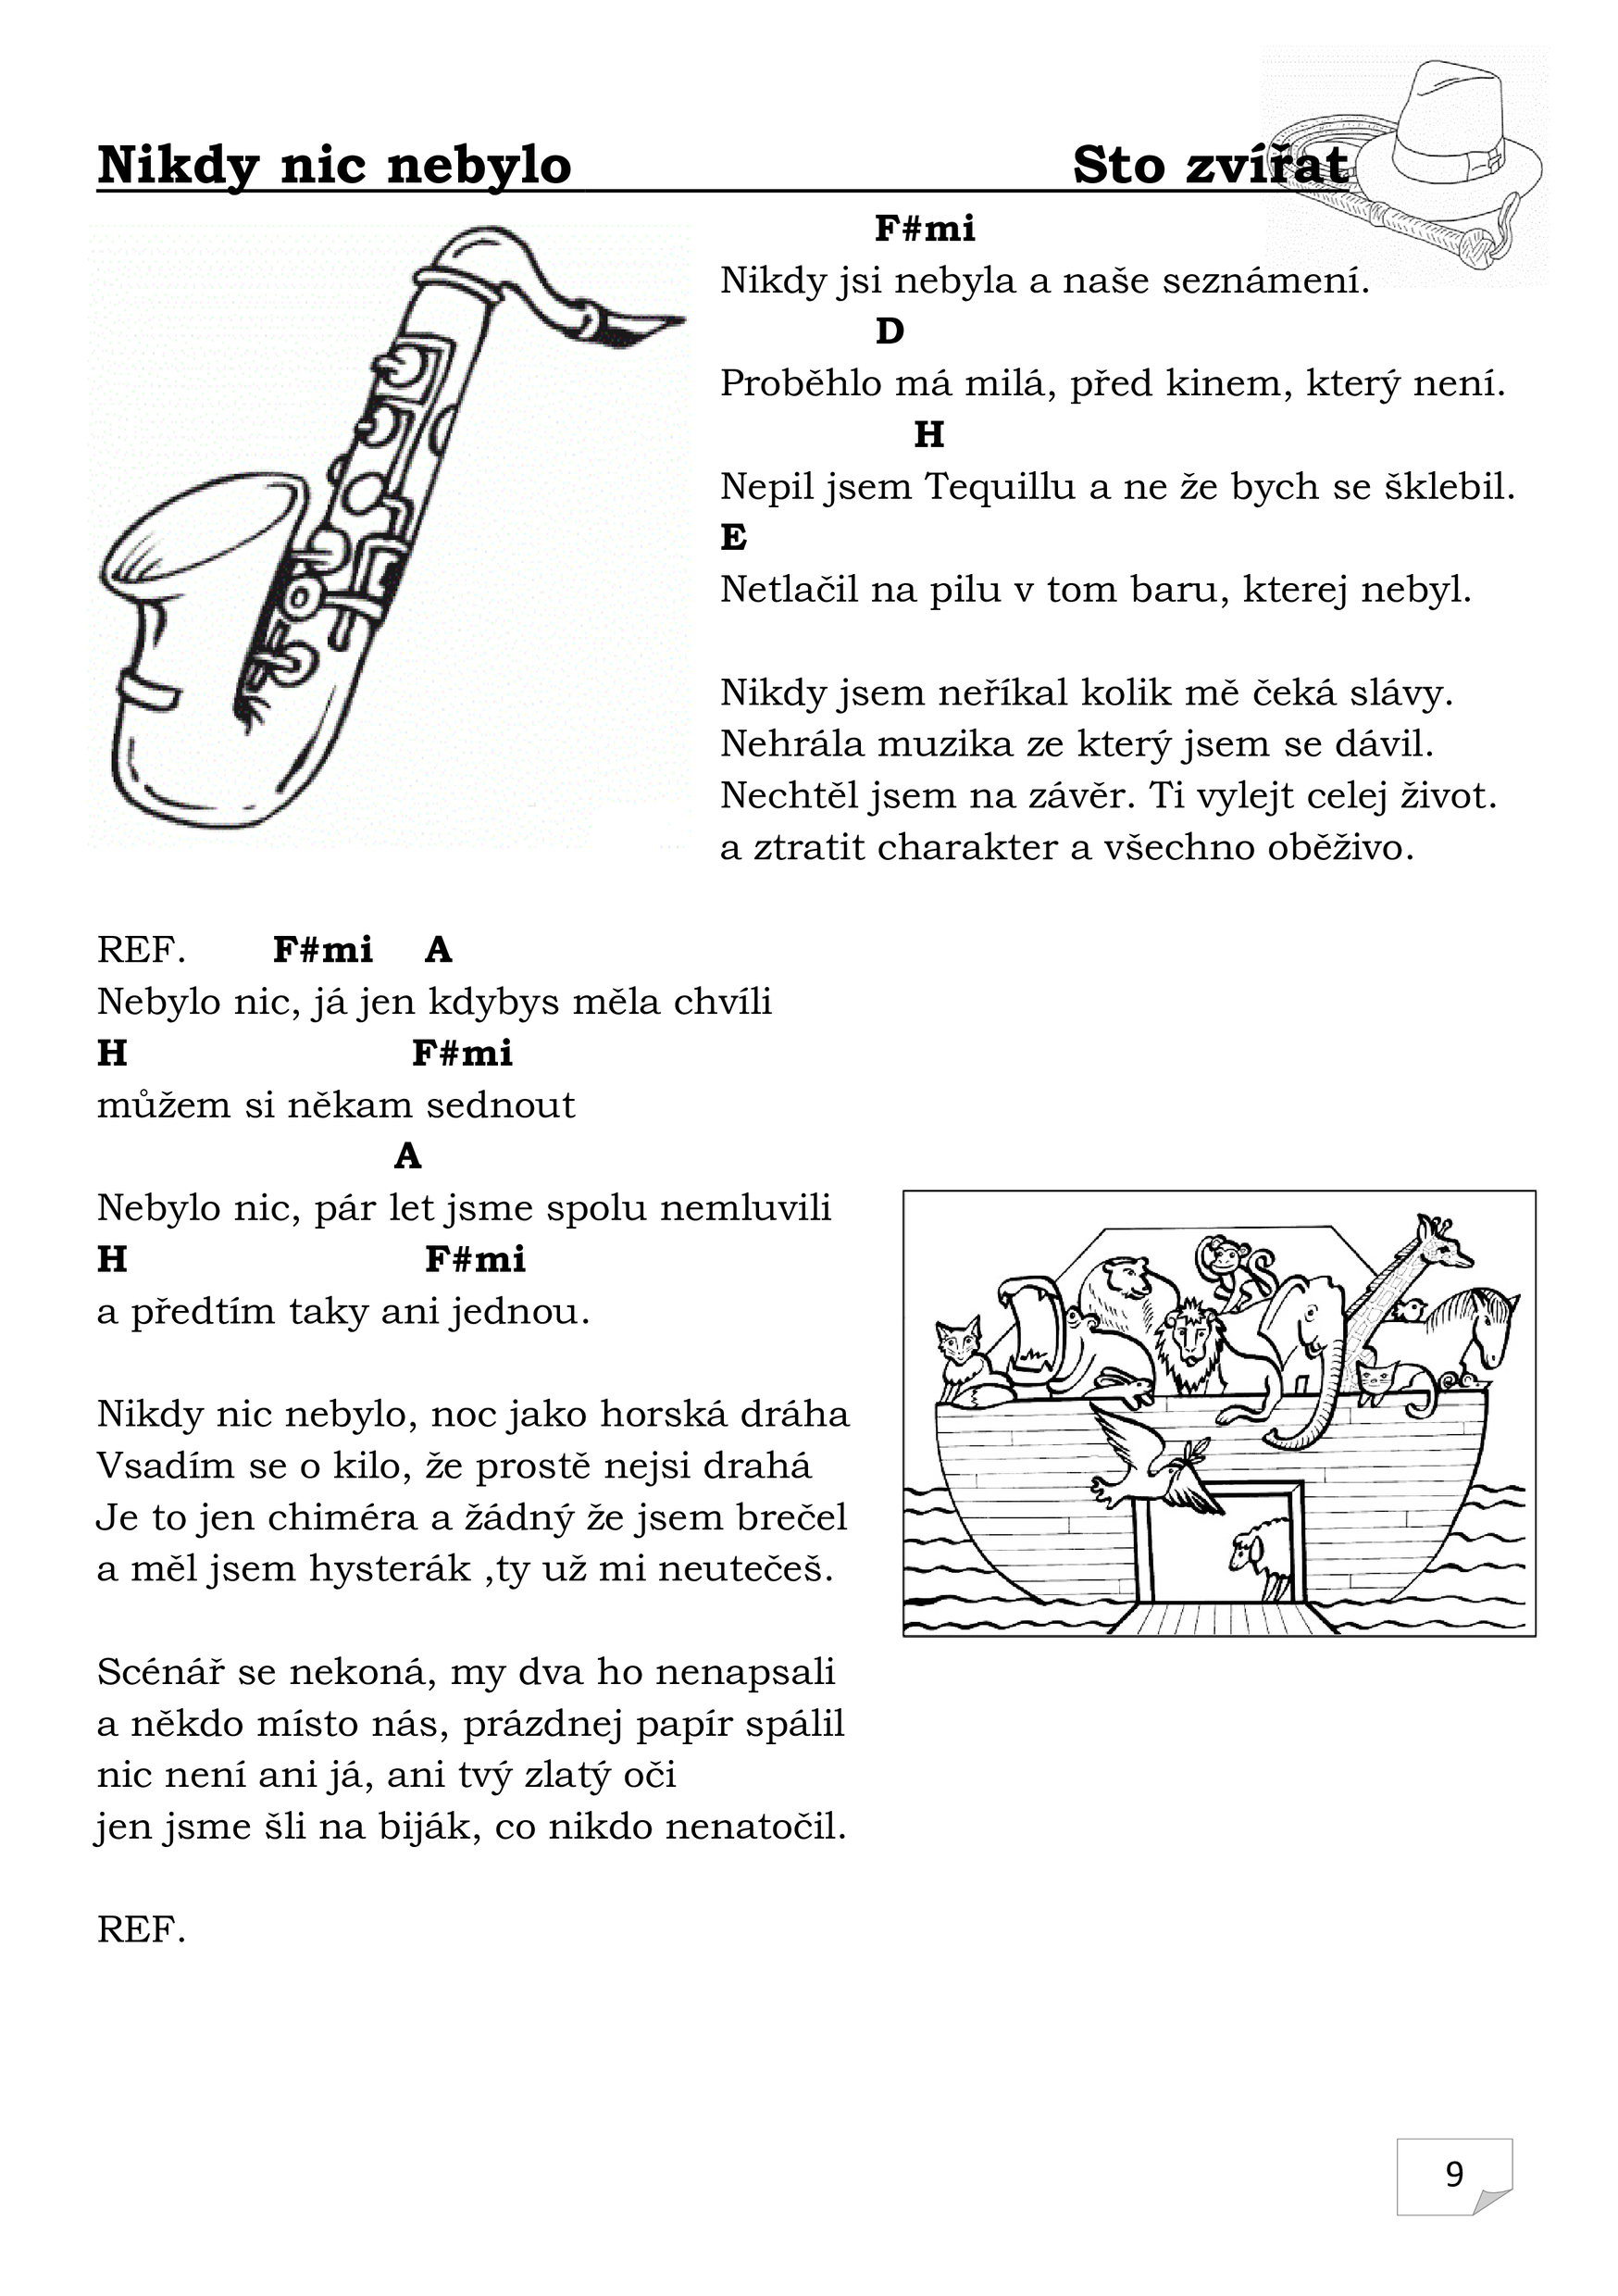 Nikdy nic nebylo Sto zvířat
F#mi
Nikdy jsi nebyla a naše seznámení.
D
Proběhlo má milá, před kinem, který není.
H
Nepil jsem Tequillu a ne že bych se šklebil.
E
Netlačil na pilu v tom baru, kterej nebyl.
Nikdy jsem neříkal kolik mě čeká slávy.
Nehrála muzika ze který jsem se dávil.
Nechtěl jsem na závěr. Ti vylejt celej život.
a ztratit charakter a všechno oběživo.
REF. F#mi A
Nebylo nic, já jen kdybys měla chvíli
H F#mi
můžem si někam sednout
A
Nebylo nic, pár let jsme spolu nemluvili
H F#mi
a předtím taky ani jednou.
Nikdy nic nebylo, noc jako horská dráha
Vsadím se o kilo, že prostě nejsi drahá
Je to jen chiméra a žádný že jsem brečel
a měl jsem hysterák ,ty už mi neutečeš.
Scénář se nekoná, my dva ho nenapsali
a někdo místo nás, prázdnej papír spálil
nic není ani já, ani tvý zlatý oči
jen jsme šli na biják, co nikdo nenatočil.
REF.
9